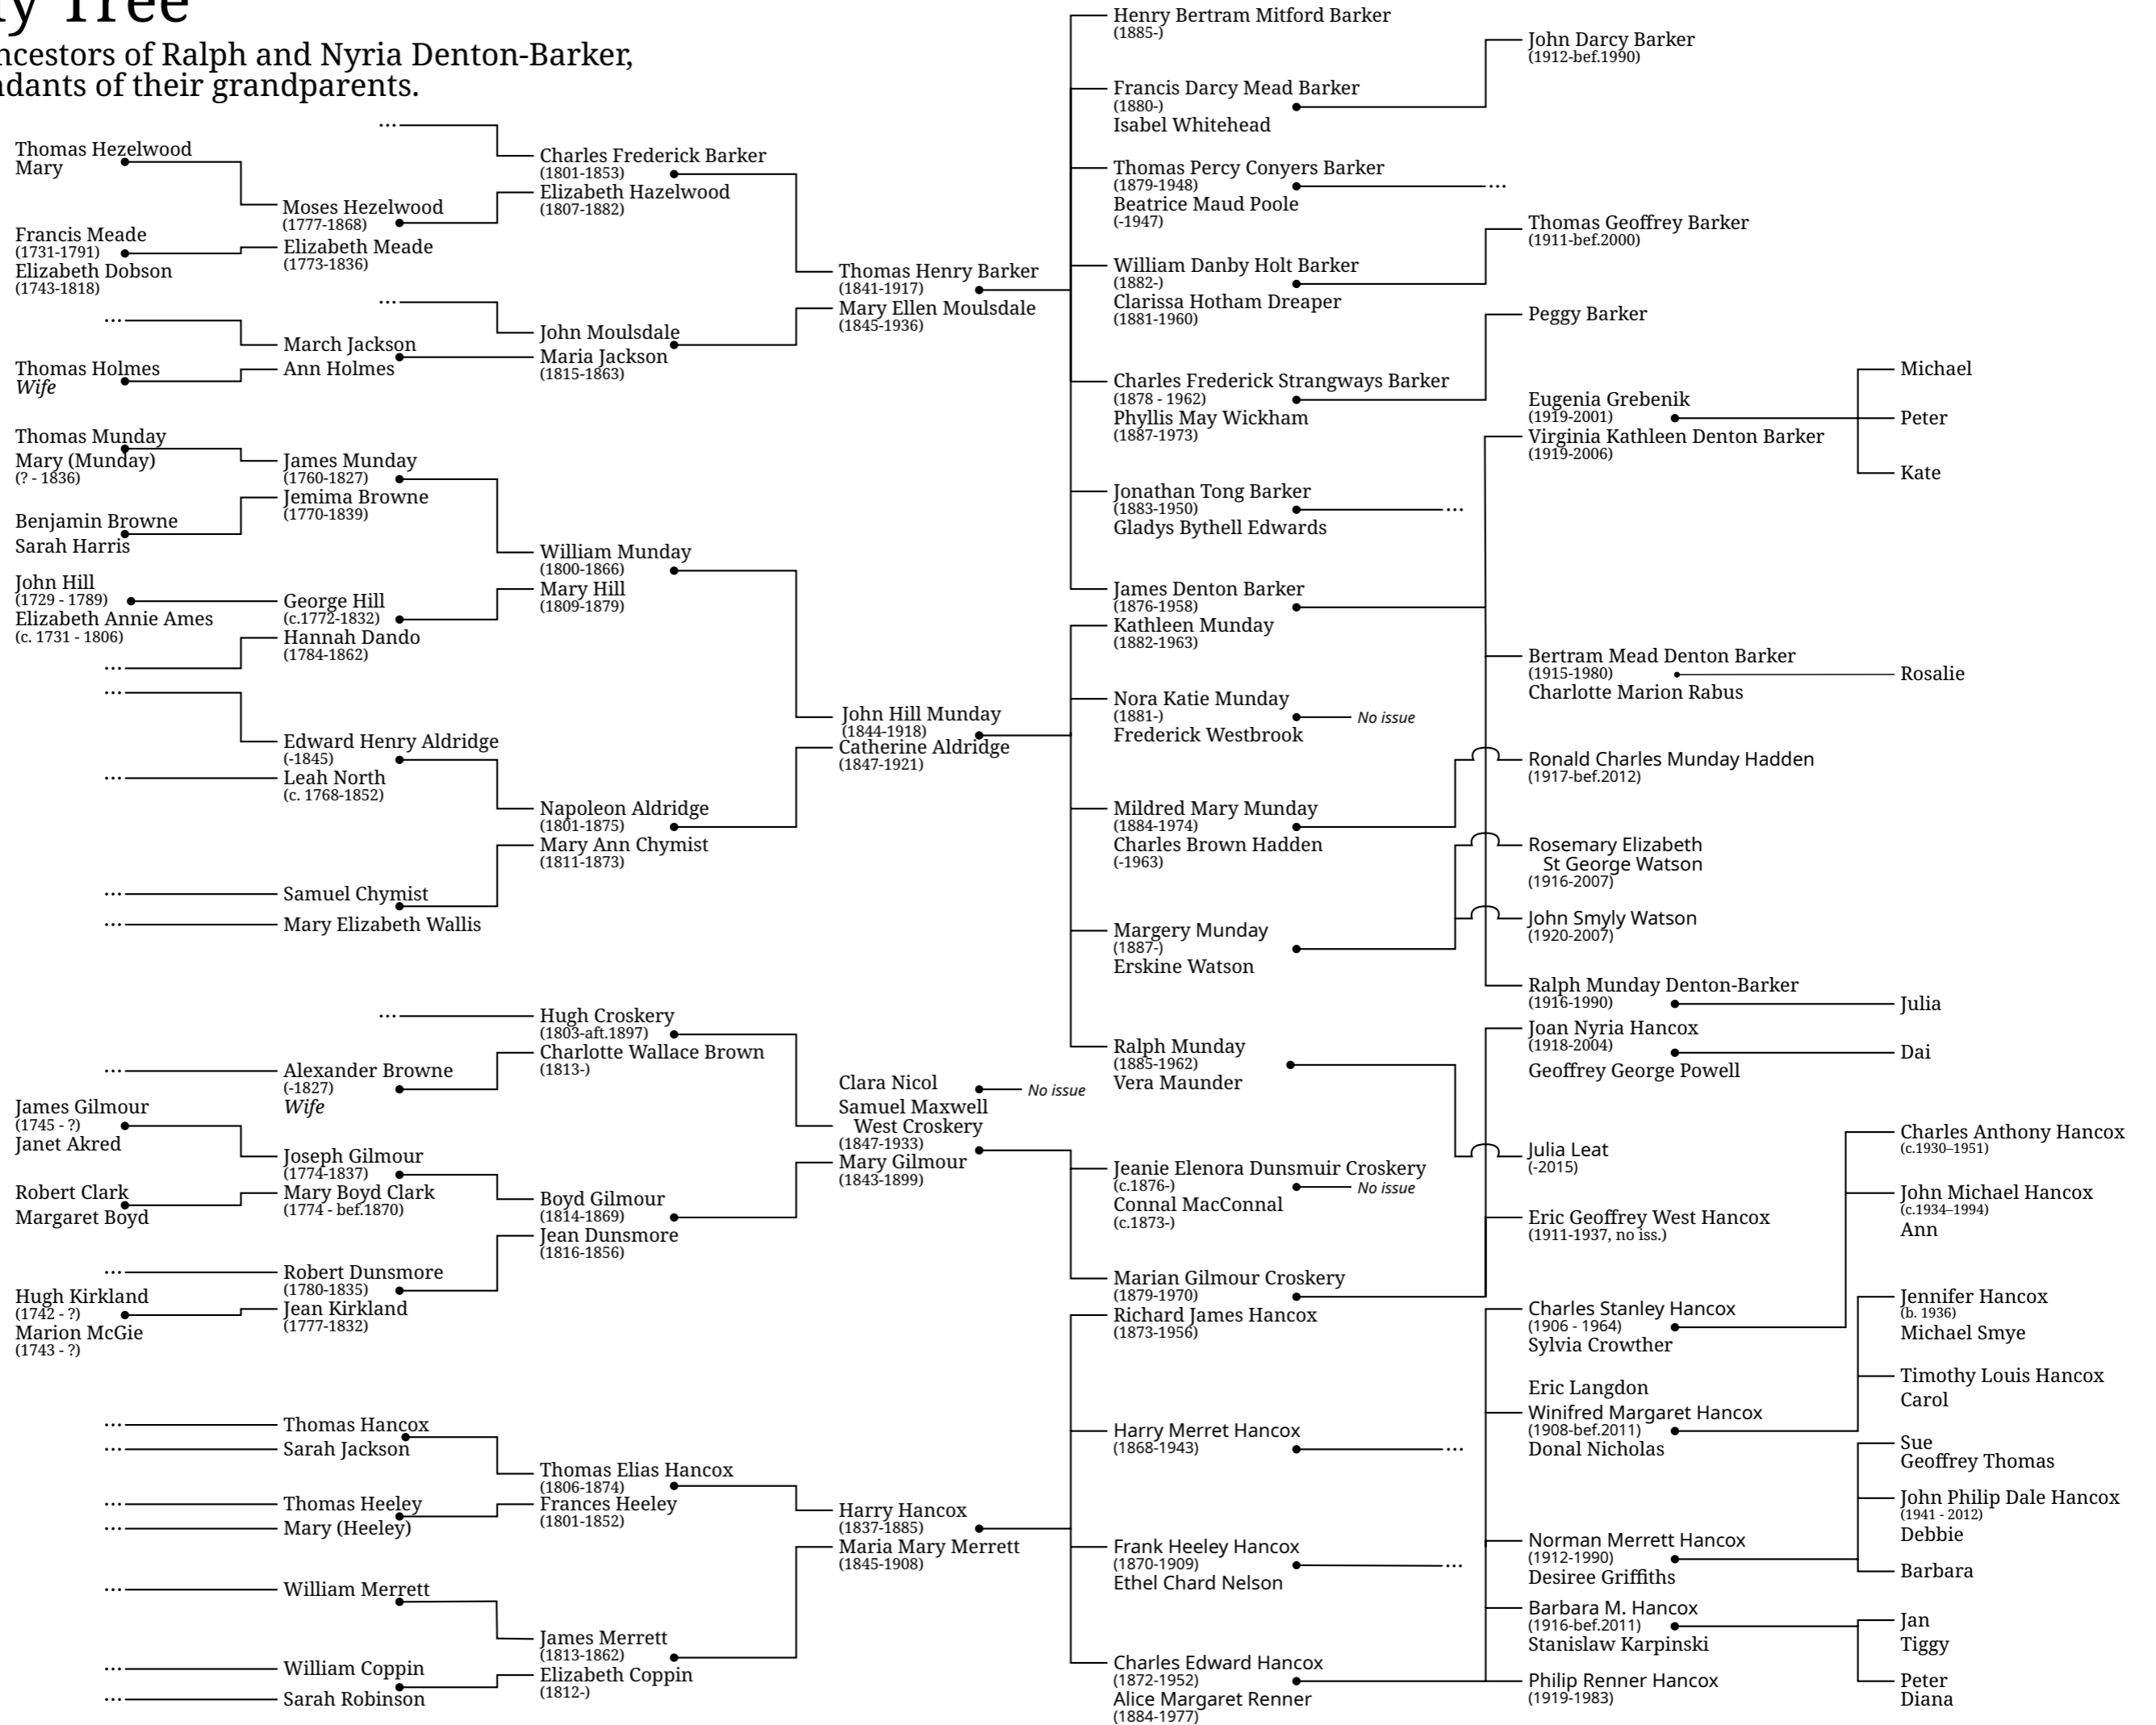 ly Tree
ncestors of Ralph and Nyria Denton-Barker,
ndants of their grandparents.
Thomas Hezelwood
Mary
Francis Meade
(1731-1791)
Elizabeth Dobson
(1743-1818)
...
Thomas Holmes
Wife
Thomas Munday
Mary (Munday)
(? - 1836)
Benjamin Browne
Sarah Harris
John Hill
(1729 - 1789)
Elizabeth Annie Ames
(c. 1731 - 1806)
...
...
...
...
...
...
James Gilmour
(1745 - ?)
Janet Akred
Robert Clark
Margaret Boyd
...
Hugh Kirkland
(1742 - ?)
Marion McGie
(1743 - ?)
...
...
...
...
...
...
...
...
Moses Hezelwood
(1777-1868)
Elizabeth Meade
(1773-1836)
...
March Jackson
Ann Holmes
James Munday
(1760-1827)
Jemima Browne
(1770-1839)
George Hill
(c.1772-1832)
Hannah Dando
(1784-1862)
Edward Henry Aldridge
(-1845)
Leah North
(c. 1768-1852)
Samuel Chymist
Mary Elizabeth Wallis
...
Alexander Browne
(-1827)
Wife
Joseph Gilmour
(1774-1837)
Mary Boyd Clark
(1774 - bef.1870)
Robert Dunsmore
(1780-1835)
Jean Kirkland
(1777-1832)
Thomas Hancox
Sarah Jackson
Thomas Heeley
Mary (Heeley)
William Merrett
William Coppin
Sarah Robinson
...
Charles Frederick Barker
(1801-1853)
Elizabeth Hazelwood
(1807-1882)
John Moulsdale
Maria Jackson
(1815-1863)
William Munday
(1800-1866)
Mary Hill
(1809-1879)
Napoleon Aldridge
(1801-1875)
Mary Ann Chymist
(1811-1873)
Hugh Croskery
(1803-aft.1897)
Charlotte Wallace Brown
(1813-)
Boyd Gilmour
(1814-1869)
Jean Dunsmore
(1816-1856)
Thomas Elias Hancox
(1806-1874)
Frances Heeley
(1801-1852)
James Merrett
(1813-1862)
Elizabeth Coppin
(1812-)
Thomas Henry Barker
(1841-1917)
Mary Ellen Moulsdale
(1845-1936)
John Hill Munday
(1844-1918)
Catherine Aldridge
(1847-1921)
Clara Nicol
No issue
Samuel Maxwell
West Croskery
(1847-1933)
Mary Gilmour
(1843-1899)
Harry Hancox
(1837-1885)
Maria Mary Merrett
(1845-1908)
Henry Bertram Mitford Barker
(1885-)
Francis Darcy Mead Barker
(1880-)
Isabel Whitehead
Thomas Percy Conyers Barker
(1879-1948)
...
Beatrice Maud Poole
(-1947)
William Danby Holt Barker
(1882-)
Clarissa Hotham Dreaper
(1881-1960)
Charles Frederick Strangways Barker
(1878 - 1962)
Phyllis May Wickham
(1887-1973)
Jonathan Tong Barker
(1883-1950)
...
Gladys Bythell Edwards
James Denton Barker
(1876-1958)
Kathleen Munday
(1882-1963)
Nora Katie Munday
(1881-)
No issue
Frederick Westbrook
Mildred Mary Munday
(1884-1974)
Charles Brown Hadden
(-1963)
Margery Munday
(1887-)
Erskine Watson
Ralph Munday
(1885-1962)
Vera Maunder
Jeanie Elenora Dunsmuir Croskery
(c.1876-)
No issue
Connal MacConnal
(c.1873-)
Marian Gilmour Croskery
(1879-1970)
Richard James Hancox
(1873-1956)
Harry Merret Hancox
(1868-1943)
...
Frank Heeley Hancox
(1870-1909)
...
Ethel Chard Nelson
Charles Edward Hancox
(1872-1952)
Alice Margaret Renner
(1884-1977)
John Darcy Barker
(1912-bef.1990)
Thomas Geoffrey Barker
(1911-bef.2000)
Peggy Barker
Eugenia Grebenik
(1919-2001)
Virginia Kathleen Denton Barker
(1919-2006)
Bertram Mead Denton Barker
(1915-1980)
Charlotte Marion Rabus
Ronald Charles Munday Hadden
(1917-bef.2012)
Rosemary Elizabeth
St George Watson
(1916-2007)
John Smyly Watson
(1920-2007)
Ralph Munday Denton-Barker
(1916-1990)
Joan Nyria Hancox
(1918-2004)
Geoffrey George Powell
Julia Leat
(-2015)
Eric Geoffrey West Hancox
(1911-1937, no iss.)
Charles Stanley Hancox
(1906 - 1964)
Sylvia Crowther
Eric Langdon
Winifred Margaret Hancox
(1908-bef.2011)
Donal Nicholas
Norman Merrett Hancox
(1912-1990)
Desiree Griffiths
Barbara M. Hancox
(1916-bef.2011)
Stanislaw Karpinski
Philip Renner Hancox
(1919-1983)
Michael
Peter
Kate
Rosalie
Julia
Dai
Charles Anthony Hancox
(c.1930–1951)
John Michael Hancox
(c.1934–1994)
Ann
Jennifer Hancox
(b. 1936)
Michael Smye
Timothy Louis Hancox
Carol
Sue
Geoffrey Thomas
John Philip Dale Hancox
(1941 - 2012)
Debbie
Barbara
Jan
Tiggy
Peter
Diana